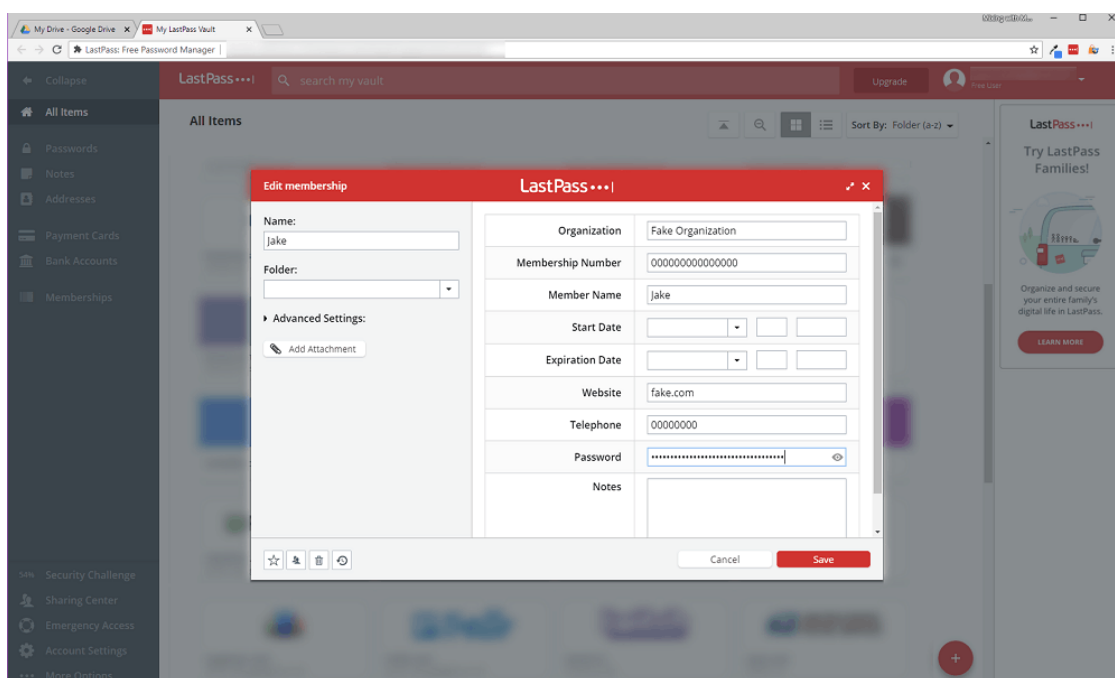 My Drive - Google Drive
My LastPass Vault
LastPass: Free Password Manager
Collapse
LastPass
search my vault
Upgrade
Free User
All Items
Passwords
Notes
Addresses
Payment Cards
Bank Accounts
Memberships
54% Security Challenge
Sharing Center
Emergency Access
Account Settings
More Options
All Items
Sort By: Folder (a-z)
Edit membership
LastPass
Name:
Jake
Folder:
Advanced Settings:
Add Attachment
Organization Fake Organization
Membership Number 000000000000000
Member Name Jake
Start Date
Expiration Date
Website fake.com
Telephone 00000000
Password
Notes
Cancel
Save
LastPass
Try LastPass
Families!
Organize and secure
your entire family's
digital life in LastPass.
LEARN MORE